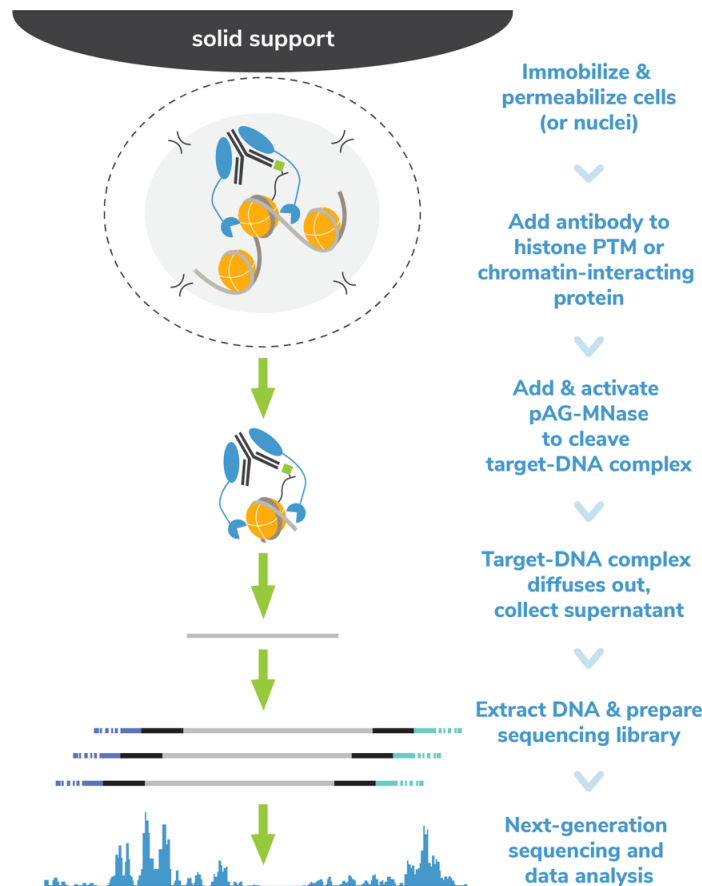 solid support
Immobilize &
permeabilize cells
(or nuclei)
Add antibody to
histone PTM or
chromatin-interacting
protein
Add & activate
pAG-MNase
to cleave
target-DNA complex
Target-DNA complex
diffuses out,
collect supernatant
Extract DNA & prepare
sequencing library
Next-generation
sequencing and
data analysis